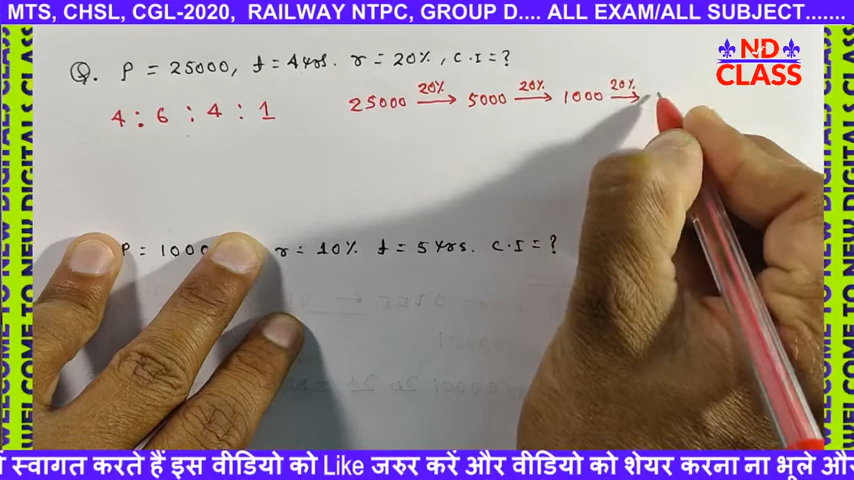 MTS, CHSL, CGL-2020, RAILWAY NTPC, GROUP D.... ALL EXAM/ALL SUBJECT.......
ND
CLASS
Q. P = 25000, t = 4 yrs. r = 20%, C.I = ?
4 : 6 : 4 : 1
25000 20% → 5000 20% → 1000 20% →
P = 1000 r = 10% t = 5 yrs. C.I = ?
स्वागत करते हैं इस वीडियो को Like जरुर करें और वीडियो को शेयर करना ना भूले और
WELCOME TO NEW DIGITAL